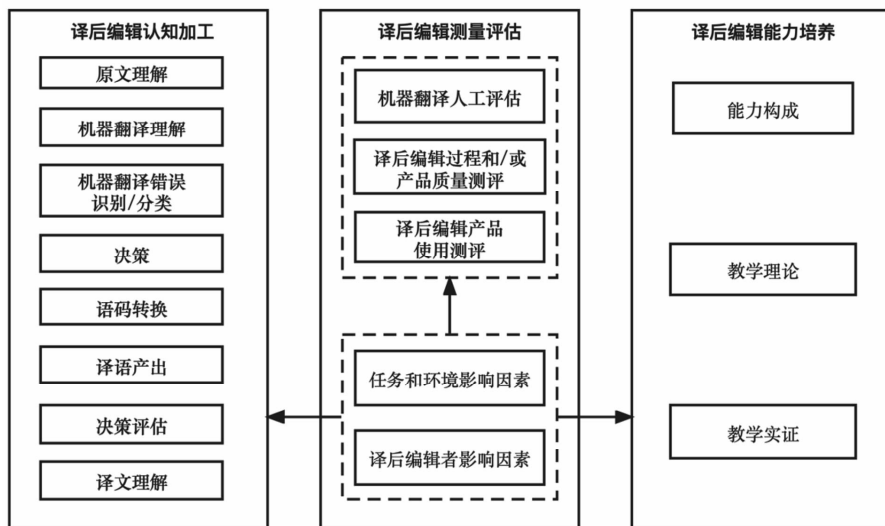 译后编辑认知加工
原文理解
机器翻译理解
机器翻译错误
识别/分类
决策
语码转换
译语产出
决策评估
译文理解
译后编辑测量评估
机器翻译人工评估
译后编辑过程和/或
产品质量测评
译后编辑产品
使用测评
任务和环境影响因素
译后编辑者影响因素
译后编辑能力培养
能力构成
教学理论
教学实证